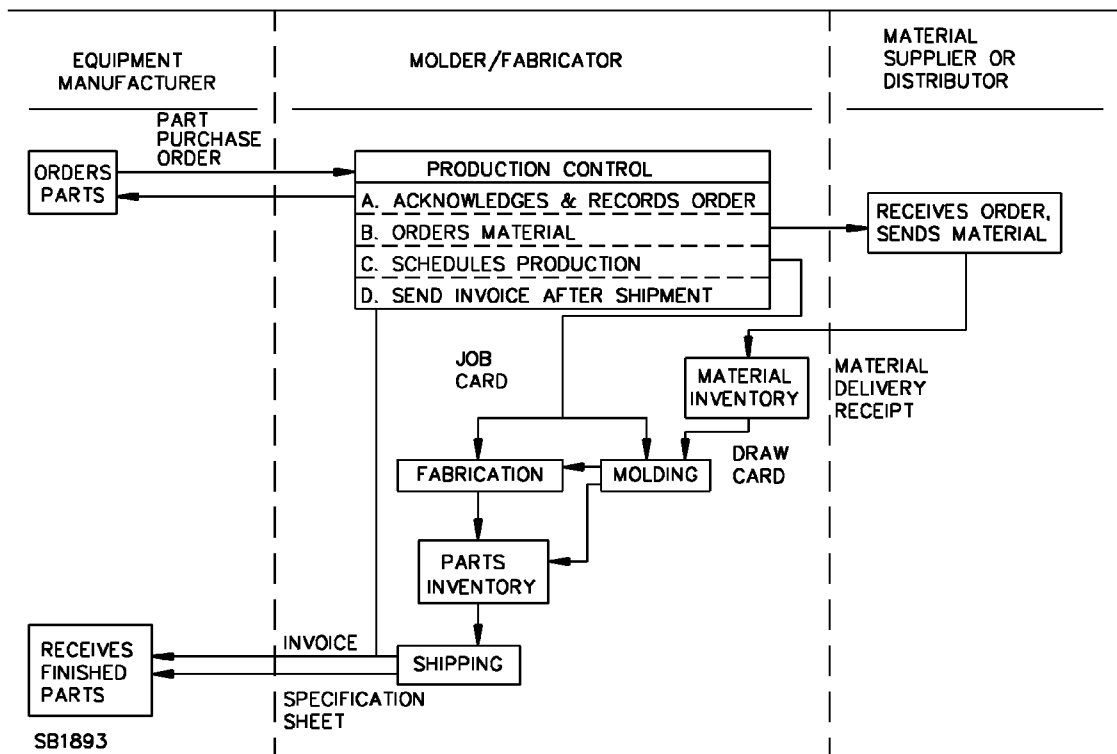 EQUIPMENT
MANUFACTURER
MOLDER/FABRICATOR
MATERIAL
SUPPLIER OR
DISTRIBUTOR
PART
PURCHASE
ORDER
ORDERS
PARTS
PRODUCTION CONTROL
A. ACKNOWLEDGES & RECORDS ORDER
B. ORDERS MATERIAL
C. SCHEDULES PRODUCTION
D. SEND INVOICE AFTER SHIPMENT
RECEIVES ORDER,
SENDS MATERIAL
JOB
CARD
MATERIAL
INVENTORY
MATERIAL
DELIVERY
RECEIPT
DRAW
CARD
FABRICATION
MOLDING
PARTS
INVENTORY
INVOICE
SHIPPING
RECEIVES
FINISHED
PARTS
SPECIFICATION
SHEET
SB1893